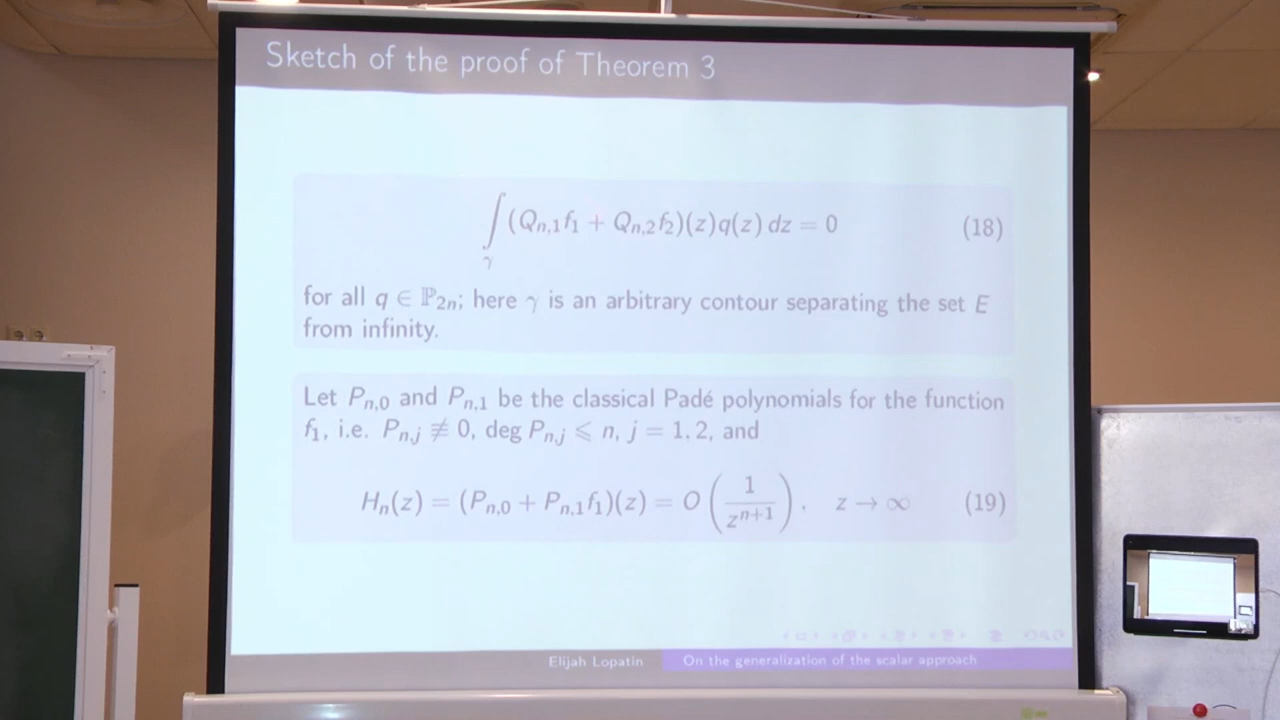 Sketch of the proof of Theorem 3
∫_γ (Q_{n,1}f_1 + Q_{n,2}f_2)(z)q(z) dz = 0 (18)
for all q ∈ ℙ_{2n}; here γ is an arbitrary contour separating the set E
from infinity.
Let P_{n,0} and P_{n,1} be the classical Padé polynomials for the function
f_1, i.e. P_{n,j} ≢ 0, deg P_{n,j} ⩽ n, j = 1, 2, and
H_n(z) = (P_{n,0} + P_{n,1}f_1)(z) = O(1/z^{n+1}), z → ∞ (19)
Elijah Lopatin On the generalization of the scalar approach